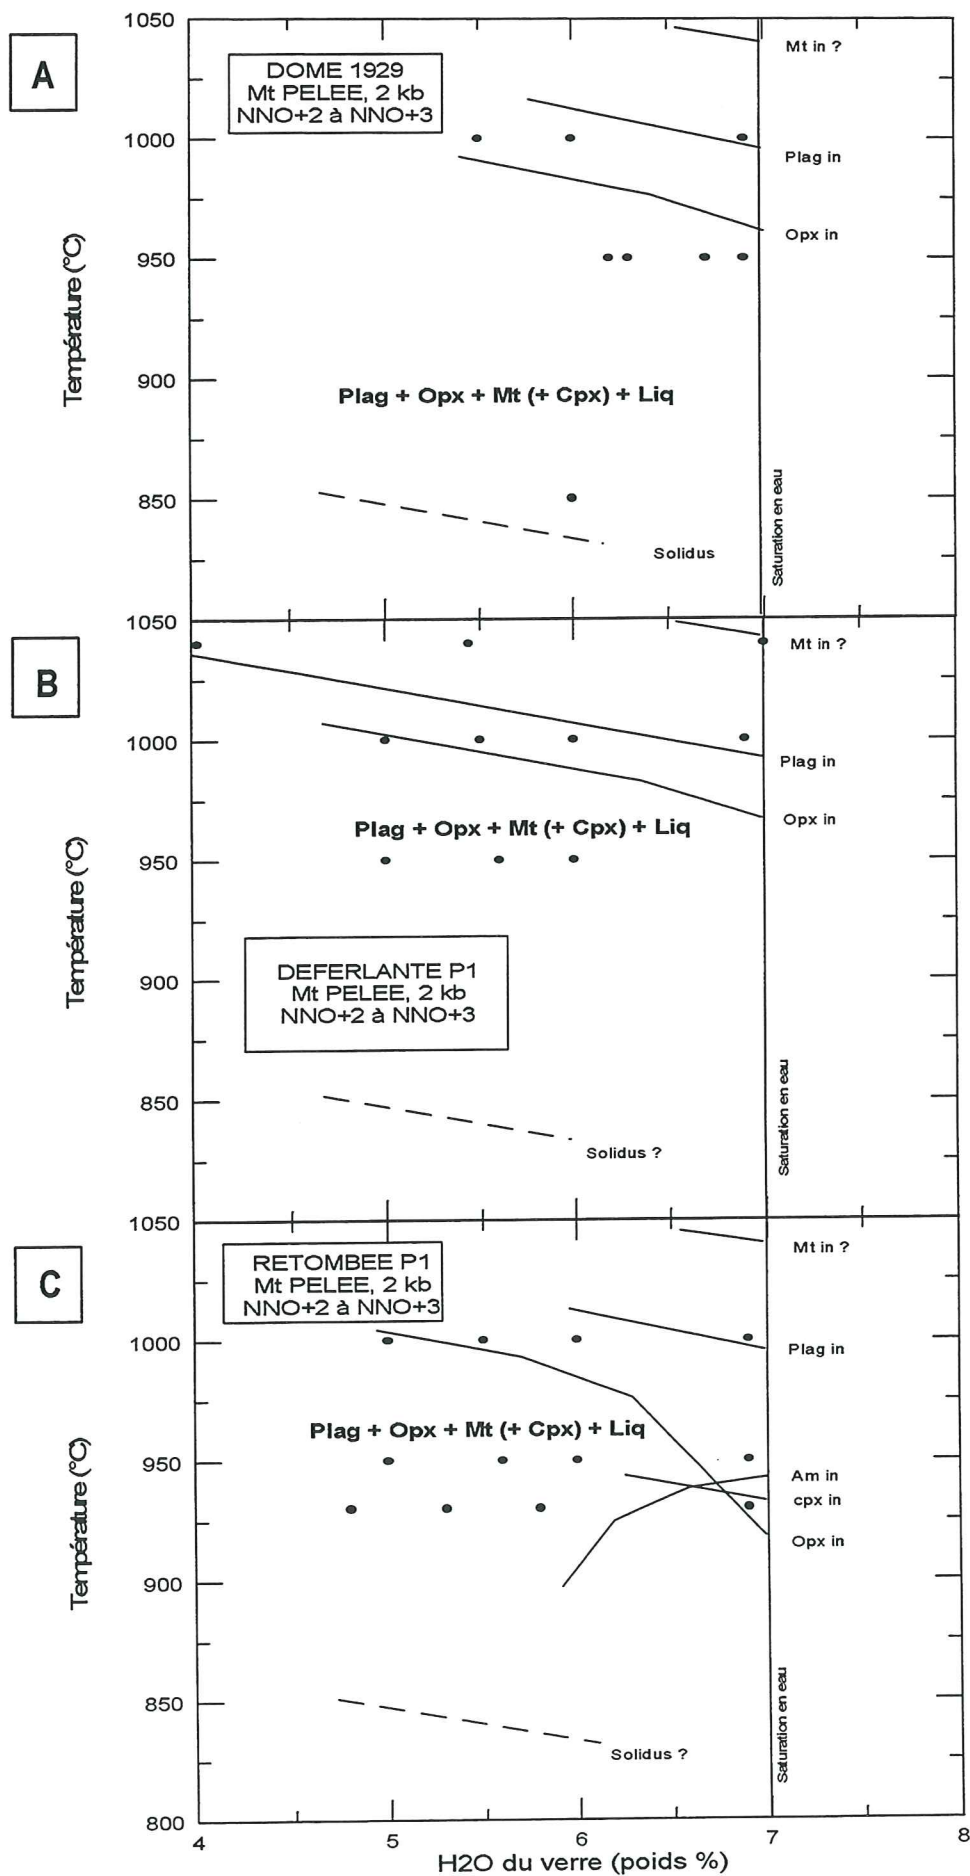 A
1050
DOME 1929
Mt PELEE, 2 kb
NNO+2 à NNO+3
Mt in ?
1000
Plag in
Opx in
Température (°C)
950
900
Plag + Opx + Mt (+ Cpx) + Liq
850
Solidus
Saturation en eau
B
1050
Mt in ?
1000
Plag in
Opx in
Plag + Opx + Mt (+ Cpx) + Liq
Température (°C)
950
DEFERLANTE P1
Mt PELEE, 2 kb
NNO+2 à NNO+3
900
850
Solidus ?
Saturation en eau
C
1050
RETOMBEE P1
Mt PELEE, 2 kb
NNO+2 à NNO+3
Mt in ?
1000
Plag in
Plag + Opx + Mt (+ Cpx) + Liq
Température (°C)
950
Am in
cpx in
Opx in
900
850
Solidus ?
Saturation en eau
800
4 5 6 7 8
H2O du verre (poids %)